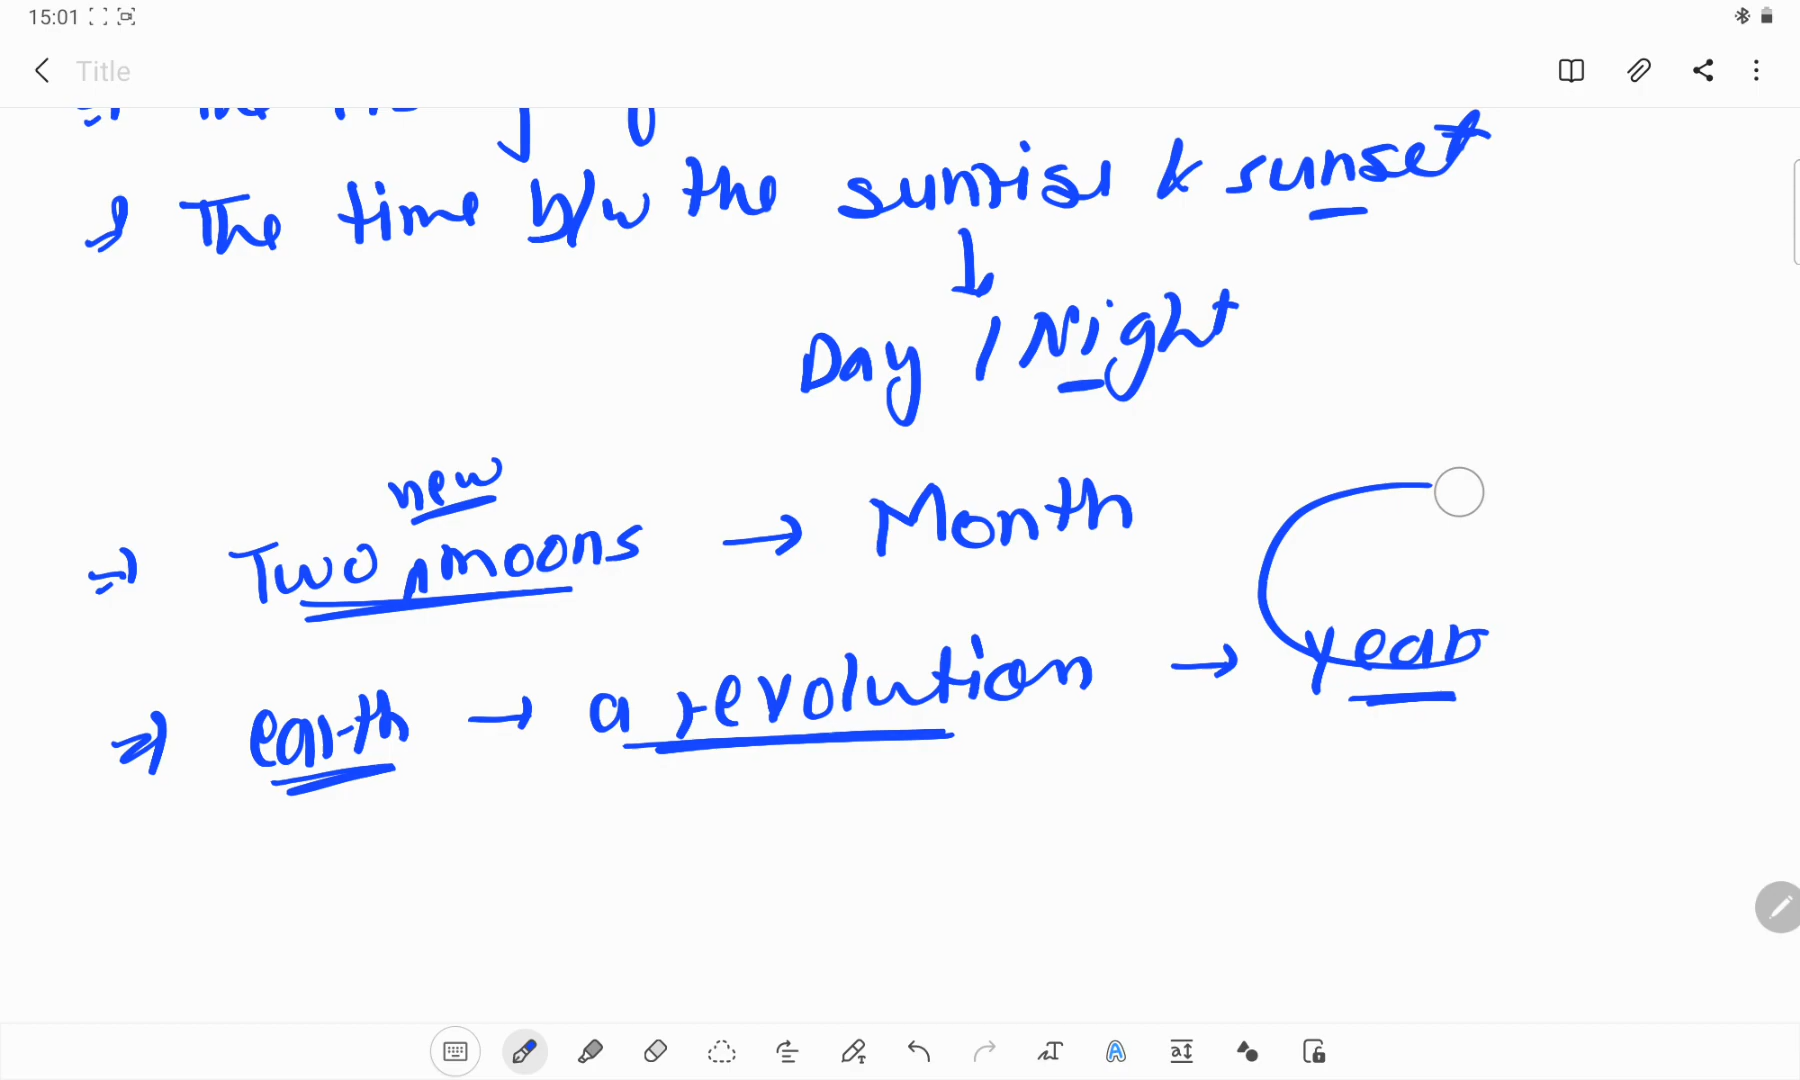 15:01
Title
The time b/w the sunrise & sunset
Day / Night
new
Two moons → Month
earth → a revolution → year